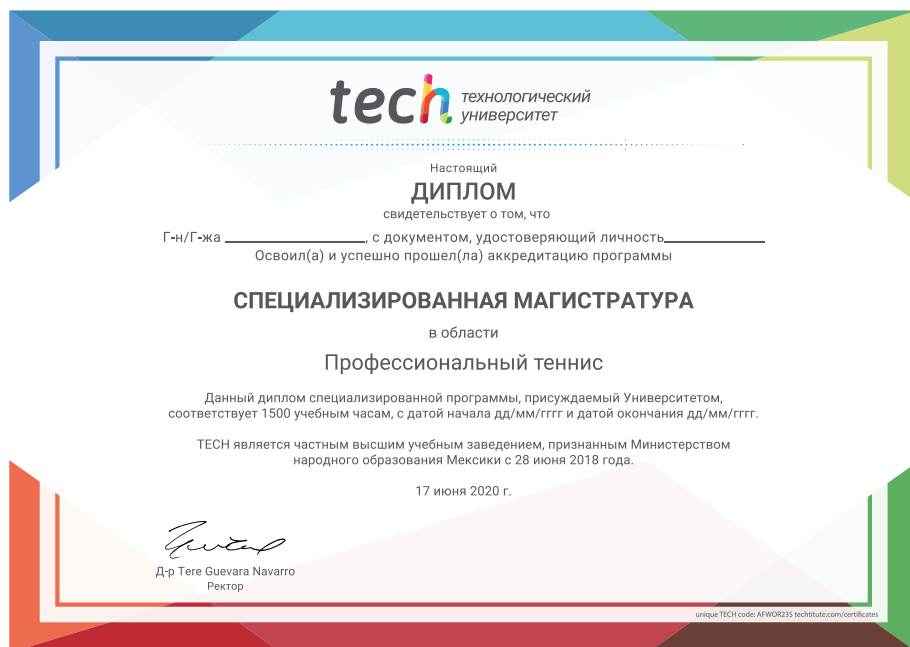 tech технологический
университет
Настоящий
ДИПЛОМ
свидетельствует о том, что
Г-н/Г-жа , с документом, удостоверяющий личность
Освоил(а) и успешно прошел(ла) аккредитацию программы
СПЕЦИАЛИЗИРОВАННАЯ МАГИСТРАТУРА
в области
Профессиональный теннис
Данный диплом специализированной программы, присуждаемый Университетом,
соответствует 1500 учебным часам, с датой начала дд/мм/гггг и датой окончания дд/мм/гггг.
TECH является частным высшим учебным заведением, признанным Министерством
народного образования Мексики с 28 июня 2018 года.
17 июня 2020 г.
Д-р Tere Guevara Navarro
Ректор
unique TECH code: AFWOR23S techtitute.com/certificates